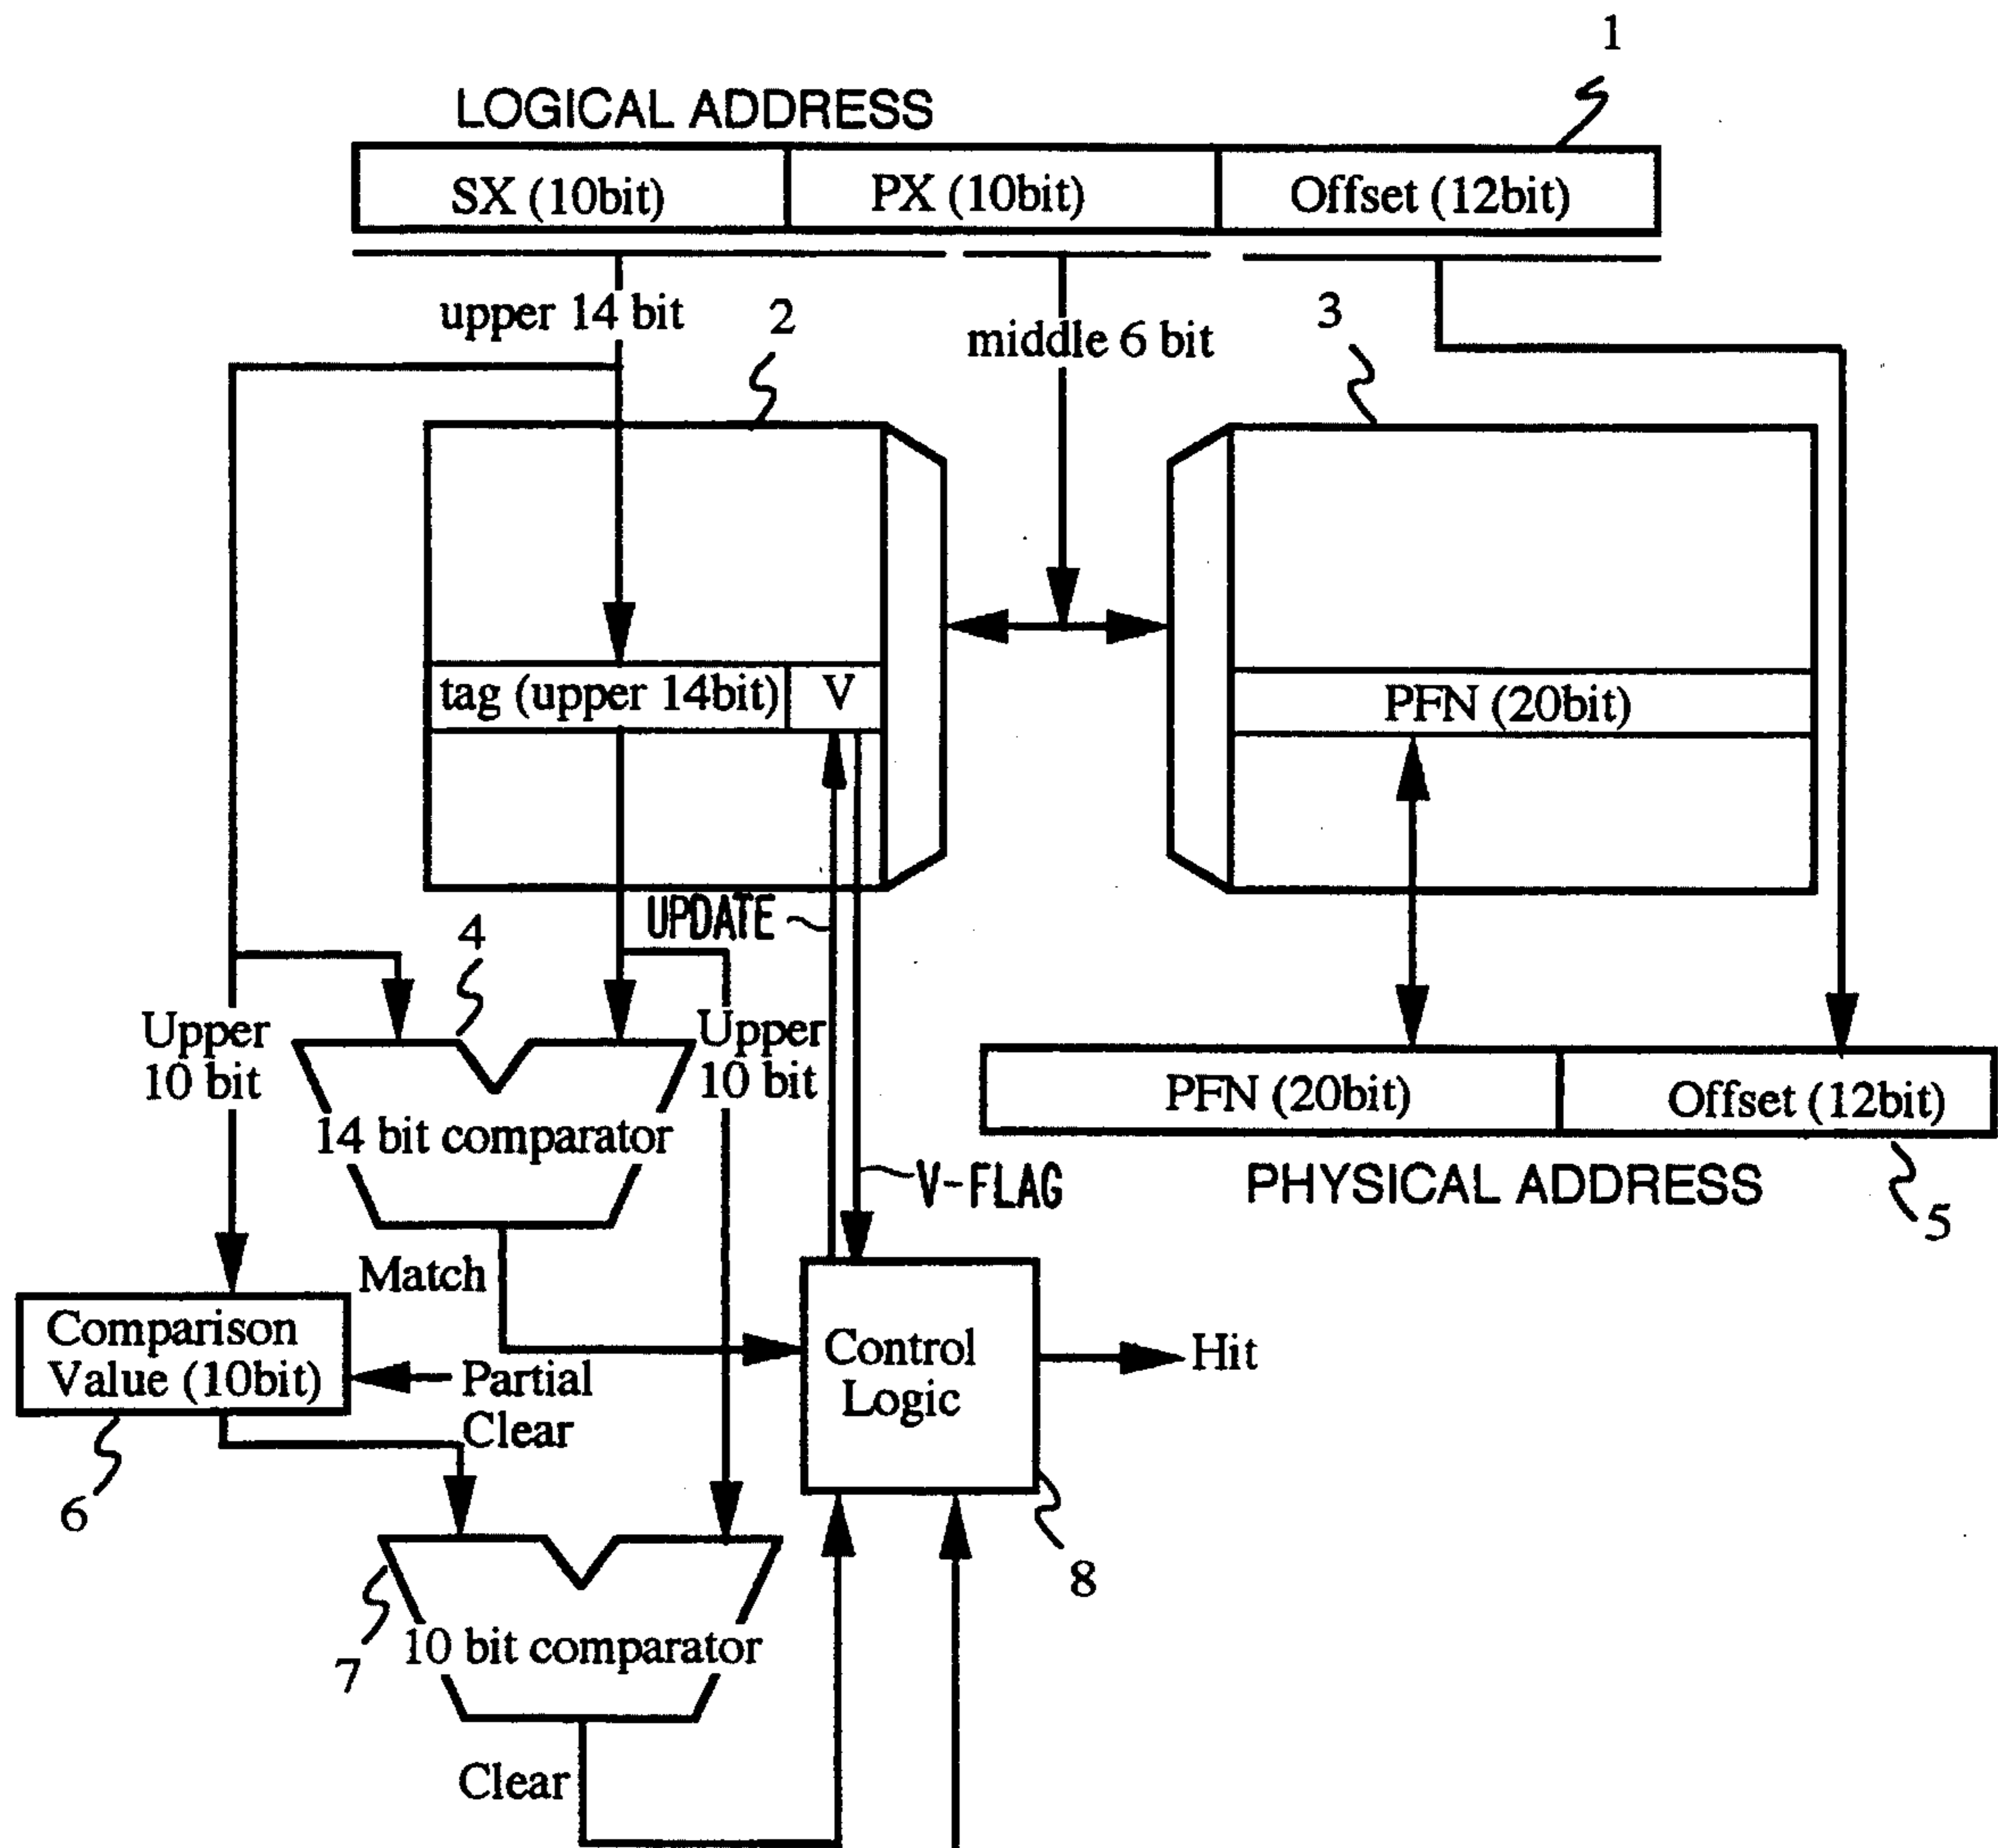 1
LOGICAL ADDRESS
SX (10bit)
PX (10bit)
Offset (12bit)
upper 14 bit
2
middle 6 bit
3
tag (upper 14bit)
V
PFN (20bit)
UPDATE
4
Upper
10 bit
Upper
10 bit
14 bit comparator
PFN (20bit)
Offset (12bit)
V-FLAG
PHYSICAL ADDRESS
5
Match
Comparison
Value (10bit)
Partial
Clear
Control
Logic
Hit
6
8
7
10 bit comparator
Clear